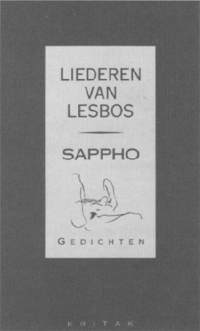 LIEDEREN
VAN
LESBOS
SAPPHO
GEDICHTEN
KRITAK